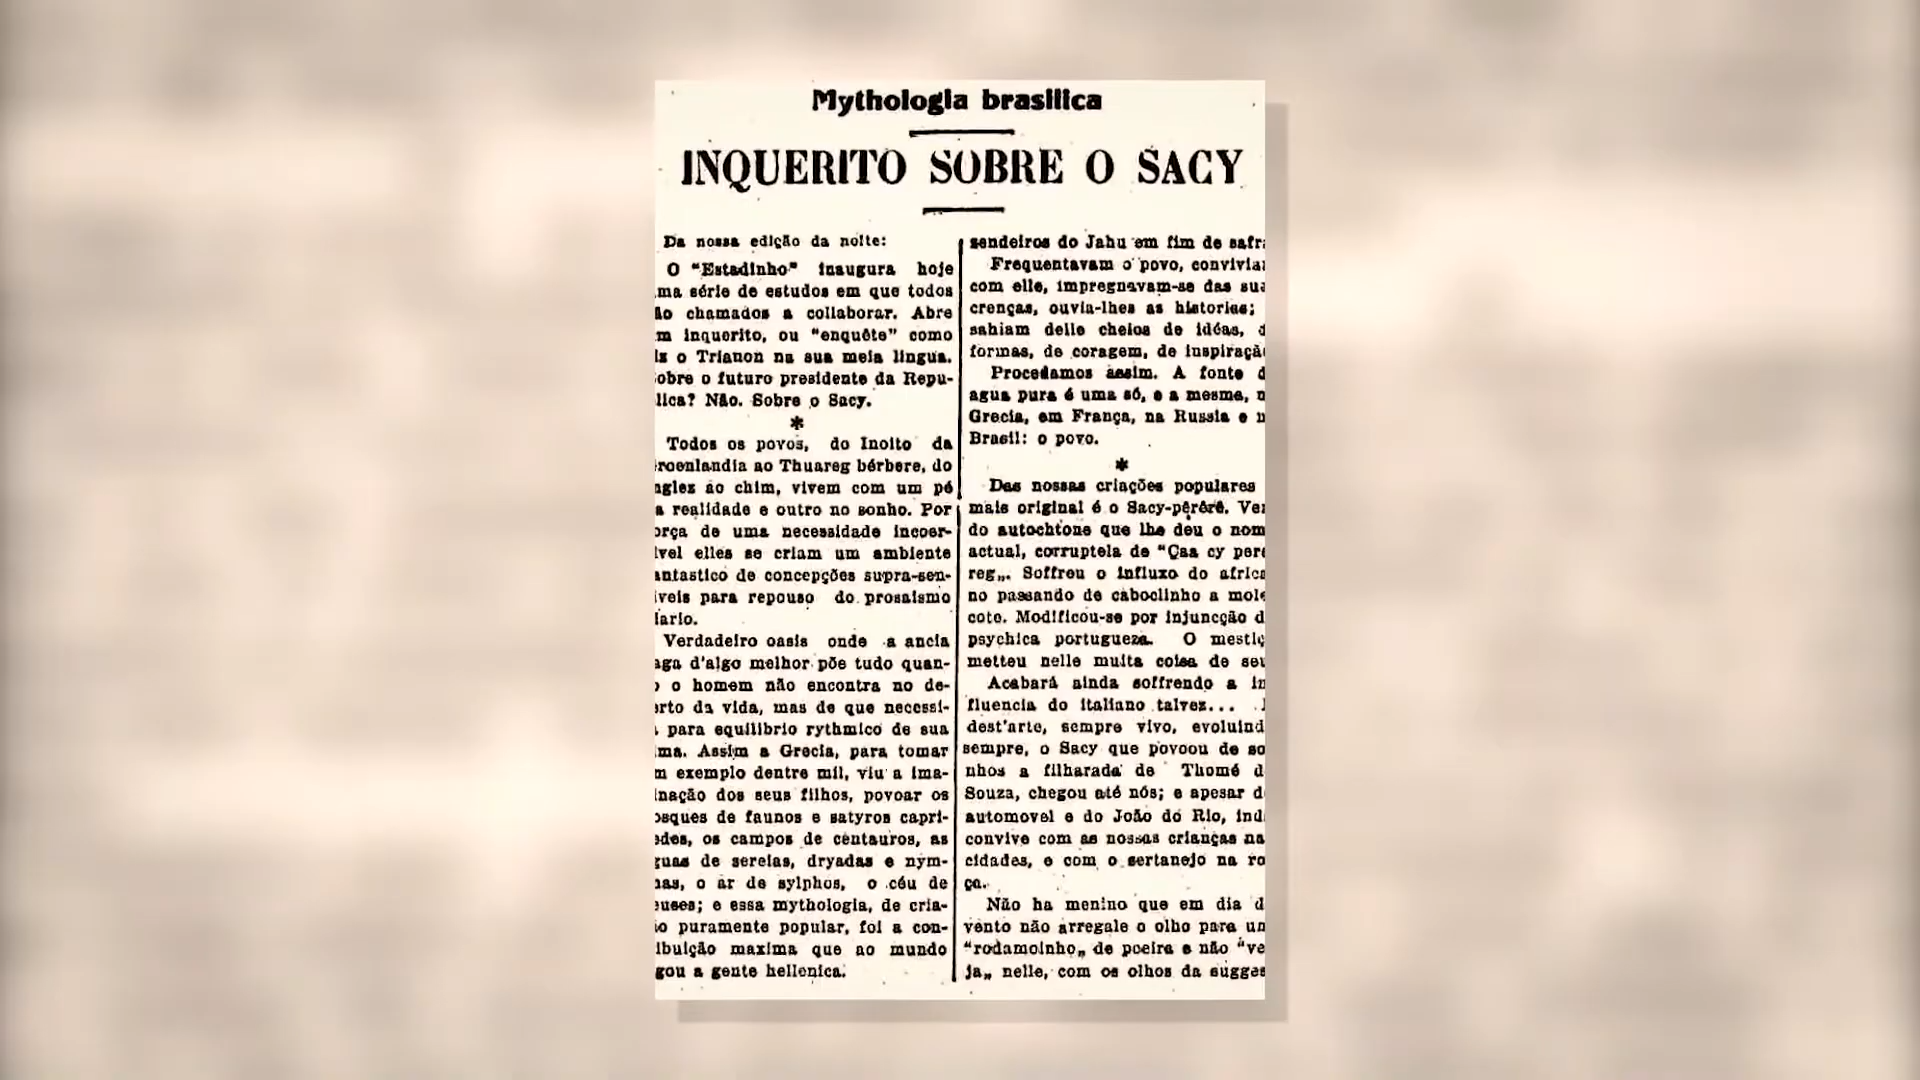 Mythologia brasilica
INQUERITO SOBRE O SACY
Da nossa edição da noite:
O "Estadinho" inaugura hoje
ma série de estudos em que todos
ão chamados a collaborar. Abre
m inquerito, ou "enquête" como
iz o Trianon na sua meia lingua.
obre o futuro presidente da Repu-
lica? Não. Sobre o Sacy.
*
Todos os povos, do Inoito da
roenlandia ao Thuareg bérbere, do
nglez ao chim, vivem com um pé
a realidade e outro no sonho. Por
orça de uma necessidade incoer-
ivel elles se criam um ambiente
antastico de concepções supra-sen-
iveis para repouso do prosaismo
iario.
Verdadeiro oasis onde a ancia
aga d'algo melhor põe tudo quan-
o o homem não encontra no de-
erto da vida, mas de que necessi-
para equilibrio rythmico de sua
ma. Assim a Grecia, para tomar
m exemplo dentre mil, viu a ima-
inação dos seus filhos, povoar os
osques de faunos e satyros capri-
edes, os campos de centauros, as
guas de sereias, dryadas e nym-
has, o ar de sylphos, o céu de
euses; e essa mythologia, de cria-
ão puramente popular, foi a con-
ibuição maxima que ao mundo
gou a gente hellenica.
sendeiros do Jahu em fim de safr
Frequentavam o povo, convivia
com elle, impregnavam-se das sua
crenças, ouvia-lhes as historias;
sahiam delle cheios de idéas, d
formas, de coragem, de inspiraçã
Procedamos assim. A fonte d
agua pura é uma só, e a mesma, n
Grecia, em França, na Russia e n
Brasil: o povo.
*
Das nossas criações populares
mais original é o Sacy-pêrêrê. Ve
do autochtone que lhe deu o nom
actual, corruptela de "Çaa cy pere
reg„. Soffreu o influxo do africa
no passando de caboclinho a mole
cote. Modificou-se por injuncção d
psychica portugueza. O mestiç
metteu nelle muita coisa de seu
Acabará ainda soffrendo a in
fluencia do italiano talvez...
dest'arte, sempre vivo, evoluind
sempre, o Sacy que povoou de so
nhos a filharada de Thomé d
Souza, chegou até nós; e apesar d
automovel e do João do Rio, ind
convive com as nossas crianças na
cidades, e com o sertanejo na ro
ça.
Não ha menino que em dia d
vento não arregale o olho para um
"rodamoinho„ de poeira e não "ve
ja„ nelle, com os olhos da sugges